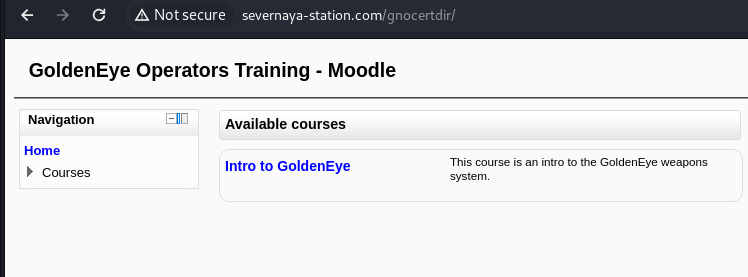 Not secure severnaya-station.com/gnocertdir/
GoldenEye Operators Training - Moodle
Navigation
Home
Courses
Available courses
Intro to GoldenEye
This course is an intro to the GoldenEye weapons
system.